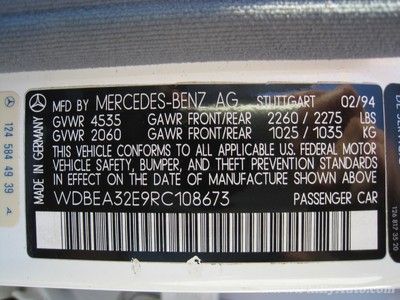 MFD BY MERCEDES-BENZ AG STUTTGART 02/94
GVWR 4535 GAWR FRONT/REAR 2260 / 2275 LBS
GVWR 2060 GAWR FRONT/REAR 1025 / 1035 KG
THIS VEHICLE CONFORMS TO ALL U.S. FEDERAL MOTOR
VEHICLE SAFETY, BUMPER, AND THEFT PREVENTION STANDARDS
IN EFFECT ON THE DATE OF MANUFACTURE SHOWN ABOVE
WDBEA32E9RC108673 PASSENGER CAR
MADE IN GERMANY
124 584 49 39 A